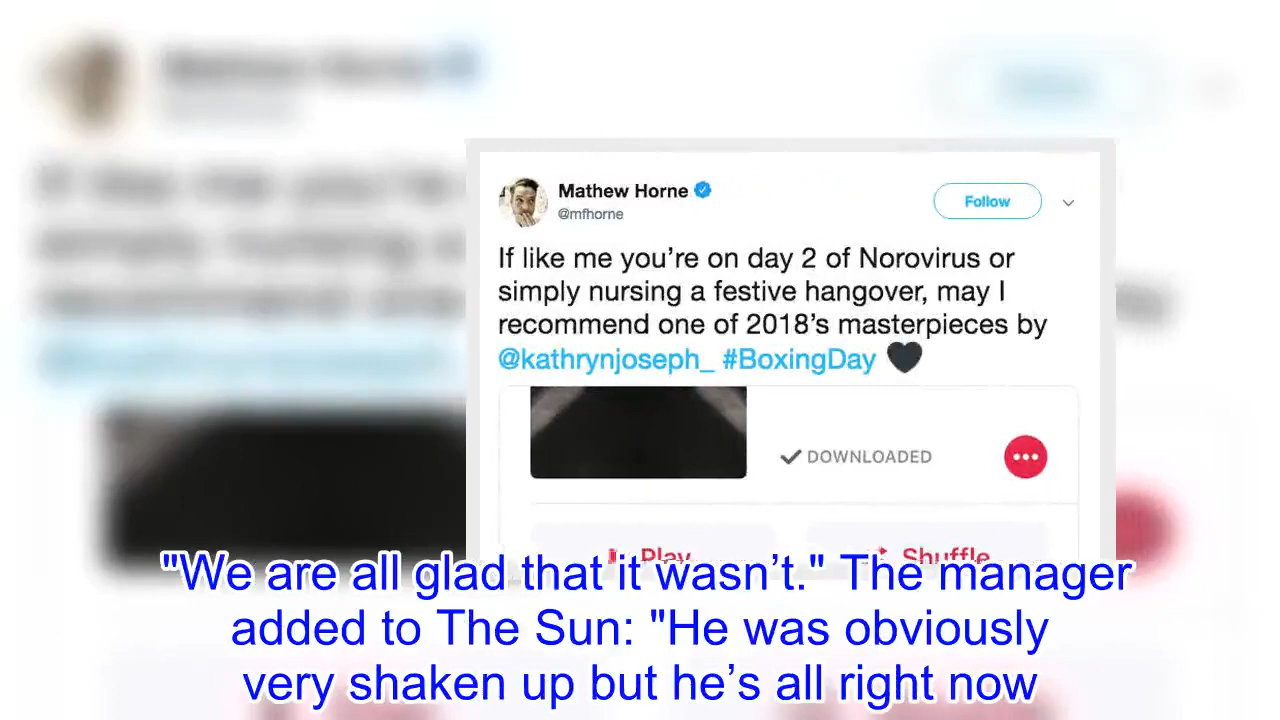 Mathew Horne
@mfhorne
Follow
If like me you’re on day 2 of Norovirus or
simply nursing a festive hangover, may I
recommend one of 2018’s masterpieces by
@kathrynjoseph_ #BoxingDay 🖤
DOWNLOADED
Play
Shuffle
"We are all glad that it wasn’t." The manager
added to The Sun: "He was obviously
very shaken up but he’s all right now